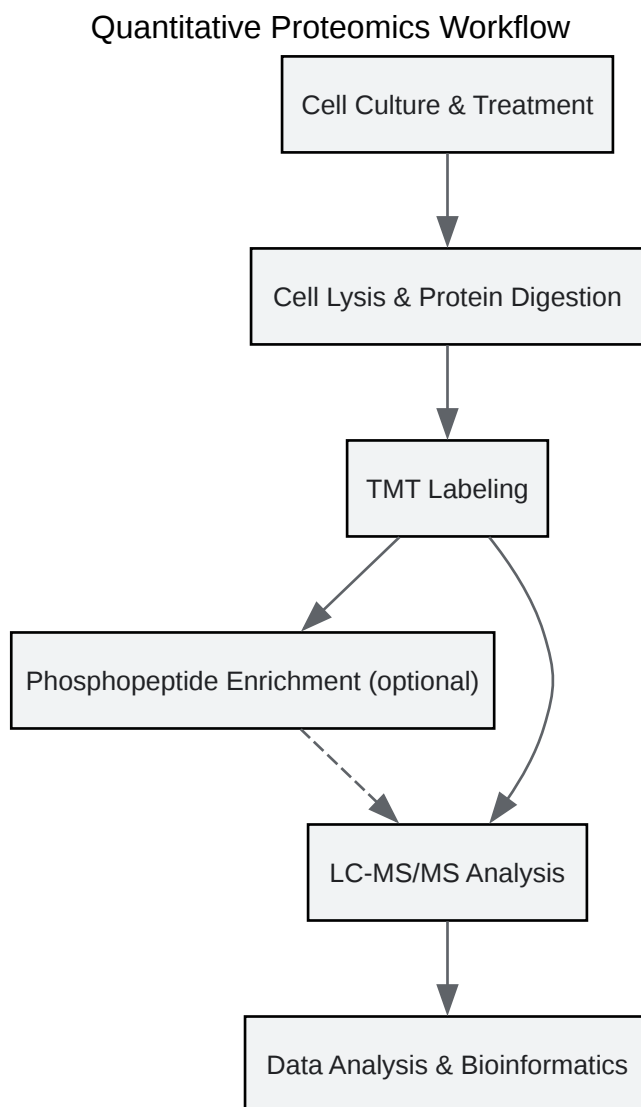 Quantitative Proteomics Workflow
Cell Culture & Treatment
Cell Lysis & Protein Digestion
TMT Labeling
Phosphopeptide Enrichment (optional)
LC-MS/MS Analysis
Data Analysis & Bioinformatics